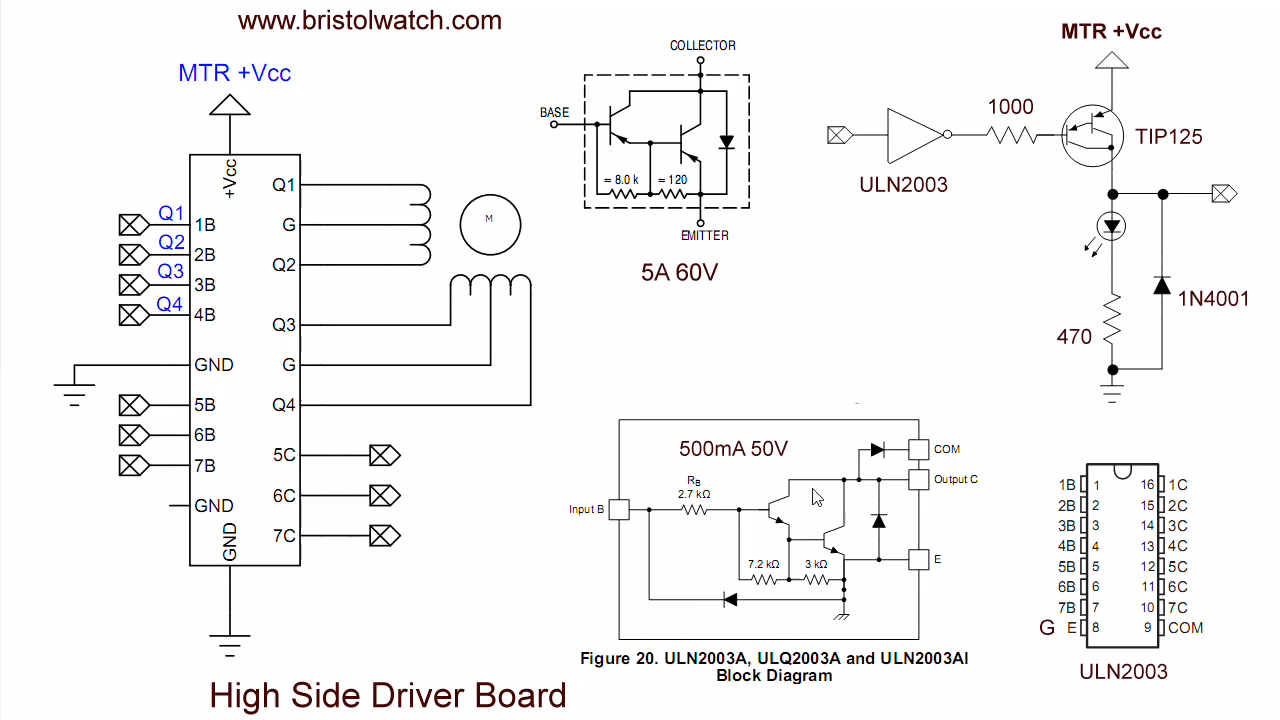 www.bristolwatch.com
MTR +Vcc
+Vcc
Q1
1B
Q2
2B
Q3
3B
Q4
4B
GND
5B
6B
7B
GND
GND
Q1
G
Q2
Q3
G
Q4
5C
6C
7C
M
High Side Driver Board
COLLECTOR
BASE
≈ 8.0 k
≈ 120
EMITTER
5A 60V
MTR +Vcc
1000
TIP125
ULN2003
470
1N4001
500mA 50V
COM
RB
2.7 kΩ
Output C
Input B
E
7.2 kΩ
3 kΩ
Figure 20. ULN2003A, ULQ2003A and ULN2003AI
Block Diagram
1B 1 16 1C
2B 2 15 2C
3B 3 14 3C
4B 4 13 4C
5B 5 12 5C
6B 6 11 6C
7B 7 10 7C
G E 8 9 COM
ULN2003